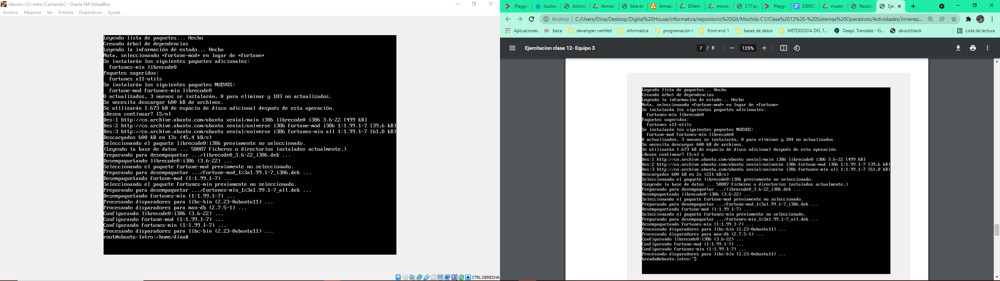 Ubuntu-CLI-intro [Corriendo] - Oracle VM VirtualBox
Archivo Máquina Ver Entrada Dispositivos Ayuda
Leyendo lista de paquetes... Hecho
Creando árbol de dependencias
Leyendo la información de estado... Hecho
Nota, seleccionando «fortune-mod» en lugar de «fortune»
Se instalarán los siguientes paquetes adicionales:
fortunes-min librecode0
Paquetes sugeridos:
fortunes x11-utils
Se instalarán los siguientes paquetes NUEVOS:
fortune-mod fortunes-min librecode0
0 actualizados, 3 nuevos se instalarán, 0 para eliminar y 183 no actualizados.
Se necesita descargar 600 kB de archivos.
Se utilizarán 1.673 kB de espacio de disco adicional después de esta operación.
¿Desea continuar? [S/n]
Des:1 http://co.archive.ubuntu.com/ubuntu xenial/main i386 librecode0 i386 3.6-22 [499 kB]
Des:2 http://co.archive.ubuntu.com/ubuntu xenial/universe i386 fortune-mod i386 1:1.99.1-7 [39,6 kB]
Des:3 http://co.archive.ubuntu.com/ubuntu xenial/universe i386 fortunes-min all 1:1.99.1-7 [61,8 kB]
Descargados 600 kB en 13s (45,4 kB/s)
Seleccionando el paquete librecode0:i386 previamente no seleccionado.
(Leyendo la base de datos ... 58087 ficheros o directorios instalados actualmente.)
Preparando para desempaquetar .../librecode0_3.6-22_i386.deb ...
Desempaquetando librecode0:i386 (3.6-22) ...
Seleccionando el paquete fortune-mod previamente no seleccionado.
Preparando para desempaquetar .../fortune-mod_1%3a1.99.1-7_i386.deb ...
Desempaquetando fortune-mod (1:1.99.1-7) ...
Seleccionando el paquete fortunes-min previamente no seleccionado.
Preparando para desempaquetar .../fortunes-min_1%3a1.99.1-7_all.deb ...
Desempaquetando fortunes-min (1:1.99.1-7) ...
Procesando disparadores para libc-bin (2.23-0ubuntu11) ...
Procesando disparadores para man-db (2.7.5-1) ...
Configurando librecode0:i386 (3.6-22) ...
Configurando fortune-mod (1:1.99.1-7) ...
Configurando fortunes-min (1:1.99.1-7) ...
Procesando disparadores para libc-bin (2.23-0ubuntu11) ...
root@ubuntu-Intro:/home/dina#
CTRL DERECHA
Playgro Ilustrac Activida Armado lista de Armado EMarke movies C17.pd Playgro EJERCIT muestr Resoluc Ejer
Archivo C:/Users/Dina/Desktop/Digital%20House/informatica/repositorio%20Git/Mochila-C1/Clase%2012%20-%20Sistemas%20Operativos/Actividades/Jimenez...
Aplicaciones DH beca developer certifed informatica programación I front end 1 bases de datos METODOGIA DEL T... DeepL Translate - El... about:blank Lista de lectura
Ejercitacion clase 12- Equipo 3 7 / 8 125%
Leyendo lista de paquetes... Hecho
Creando árbol de dependencias
Leyendo la información de estado... Hecho
Nota, seleccionando «fortune-mod» en lugar de «fortune»
Se instalarán los siguientes paquetes adicionales:
fortunes-min librecode0
Paquetes sugeridos:
fortunes x11-utils
Se instalarán los siguientes paquetes NUEVOS:
fortune-mod fortunes-min librecode0
0 actualizados, 3 nuevos se instalarán, 0 para eliminar y 184 no actualizados.
Se necesita descargar 600 kB de archivos.
Se utilizarán 1.673 kB de espacio de disco adicional después de esta operación.
¿Desea continuar? [S/n] s
Des:1 http://co.archive.ubuntu.com/ubuntu xenial/main i386 librecode0 i386 3.6-22 [499 kB]
Des:2 http://co.archive.ubuntu.com/ubuntu xenial/universe i386 fortune-mod i386 1:1.99.1-7 [39,6 kB]
Des:3 http://co.archive.ubuntu.com/ubuntu xenial/universe i386 fortunes-min all 1:1.99.1-7 [61,8 kB]
Descargados 600 kB en 2s (211 kB/s)
Seleccionando el paquete librecode0:i386 previamente no seleccionado.
(Leyendo la base de datos ... 58087 ficheros o directorios instalados actualmente.)
Preparando para desempaquetar .../librecode0_3.6-22_i386.deb ...
Desempaquetando librecode0:i386 (3.6-22) ...
Seleccionando el paquete fortune-mod previamente no seleccionado.
Preparando para desempaquetar .../fortune-mod_1%3a1.99.1-7_i386.deb ...
Desempaquetando fortune-mod (1:1.99.1-7) ...
Seleccionando el paquete fortunes-min previamente no seleccionado.
Preparando para desempaquetar .../fortunes-min_1%3a1.99.1-7_all.deb ...
Desempaquetando fortunes-min (1:1.99.1-7) ...
Procesando disparadores para libc-bin (2.23-0ubuntu11) ...
Procesando disparadores para man-db (2.7.5-1) ...
Configurando librecode0:i386 (3.6-22) ...
Configurando fortune-mod (1:1.99.1-7) ...
Configurando fortunes-min (1:1.99.1-7) ...
Procesando disparadores para libc-bin (2.23-0ubuntu11) ...
brenda@ubuntu-intro:~$